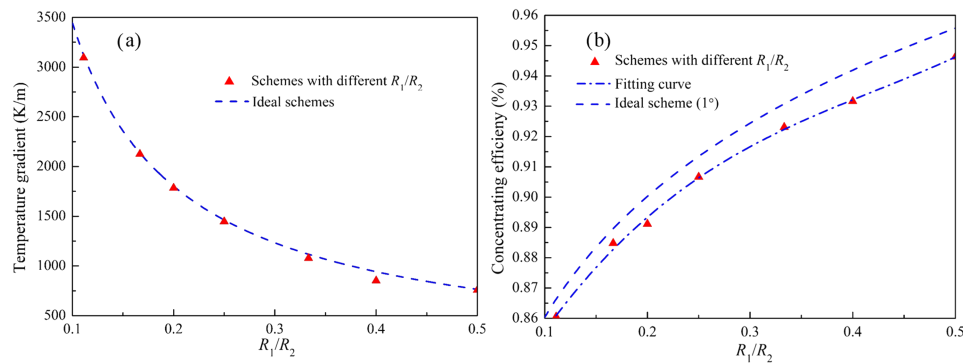 3500
3000
2500
2000
1500
1000
500
0.1
0.2
0.3
0.4
0.5
Temperature gradient (K/m)
R1/R2
(a)
Schemes with different R1/R2
Ideal schemes
0.96
0.95
0.94
0.93
0.92
0.91
0.90
0.89
0.88
0.87
0.86
0.1
0.2
0.3
0.4
0.5
Concentrating efficieny (%)
R1/R2
(b)
Schemes with different R1/R2
Fitting curve
Ideal scheme (1°)